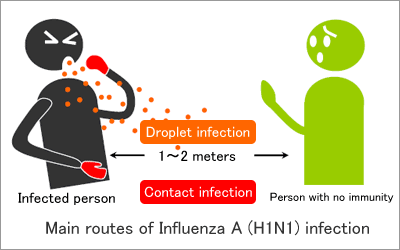 Droplet infection
1～2 meters
Contact infection
Infected person
Person with no immunity
Main routes of Influenza A (H1N1) infection